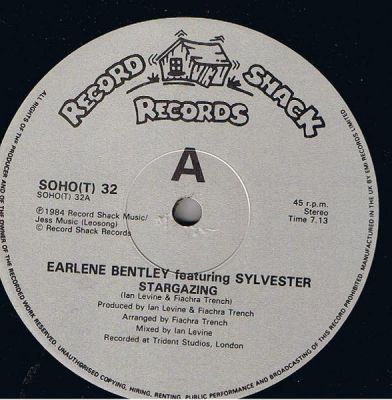 RECORD SHACK
RECORDS
A
SOHO(T) 32
SOHO(T) 32A
℗ 1984 Record Shack Music/
Jess Music (Leosong)
© Record Shack Records
45 r.p.m.
Stereo
Time 7.13
EARLENE BENTLEY featuring SYLVESTER
STARGAZING
(Ian Levine & Fiachra Trench)
Produced by Ian Levine & Fiachra Trench
Arranged by Fiachra Trench
Mixed by Ian Levine
Recorded at Trident Studios, London
ALL RIGHTS OF THE PRODUCER AND OF THE OWNER OF THE RECORDED WORK RESERVED. UNAUTHORISED COPYING, HIRING, RENTING, PUBLIC PERFORMANCE AND BROADCASTING OF THIS RECORD PROHIBITED. MANUFACTURED IN THE UK BY EMI RECORDS LIMITED